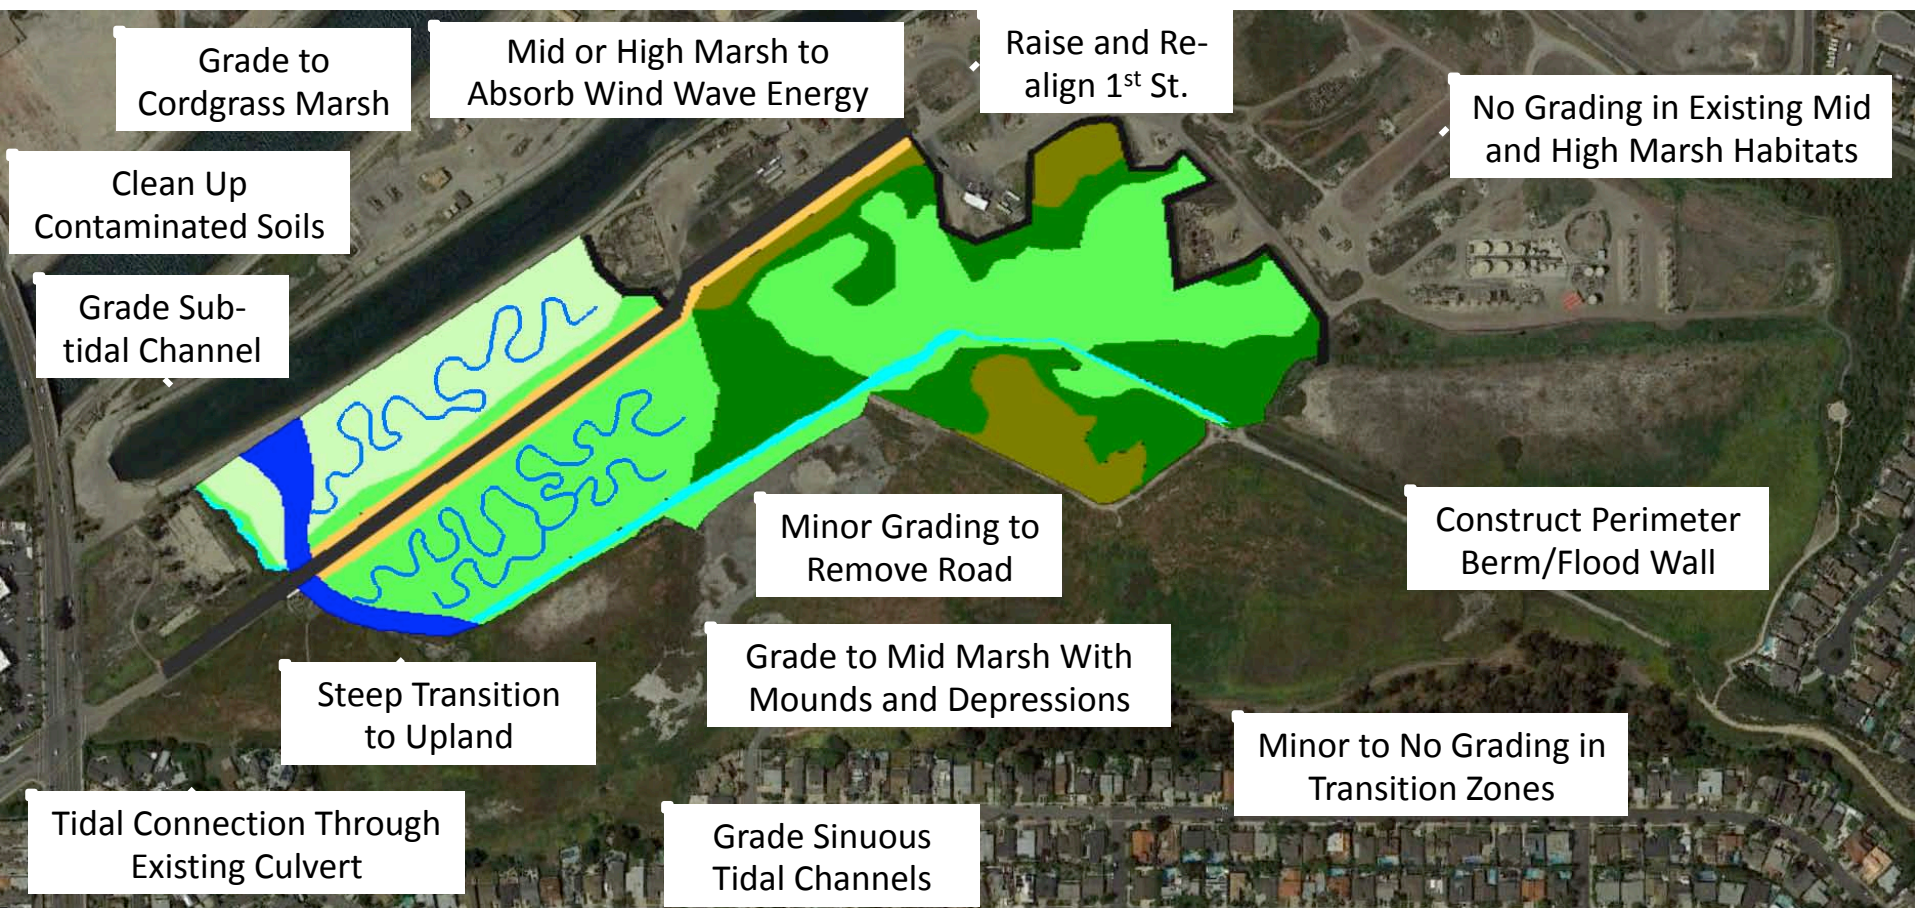 Grade to
Cordgrass Marsh
Mid or High Marsh to
Absorb Wind Wave Energy
Raise and Re-
align 1st St.
No Grading in Existing Mid
and High Marsh Habitats
Clean Up
Contaminated Soils
Grade Sub-
tidal Channel
Minor Grading to
Remove Road
Construct Perimeter
Berm/Flood Wall
Steep Transition
to Upland
Grade to Mid Marsh With
Mounds and Depressions
Minor to No Grading in
Transition Zones
Tidal Connection Through
Existing Culvert
Grade Sinuous
Tidal Channels